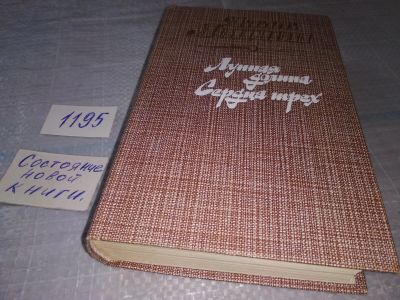 Лунная
долина
Сердца трех
1195
Состояние
новой
книги.